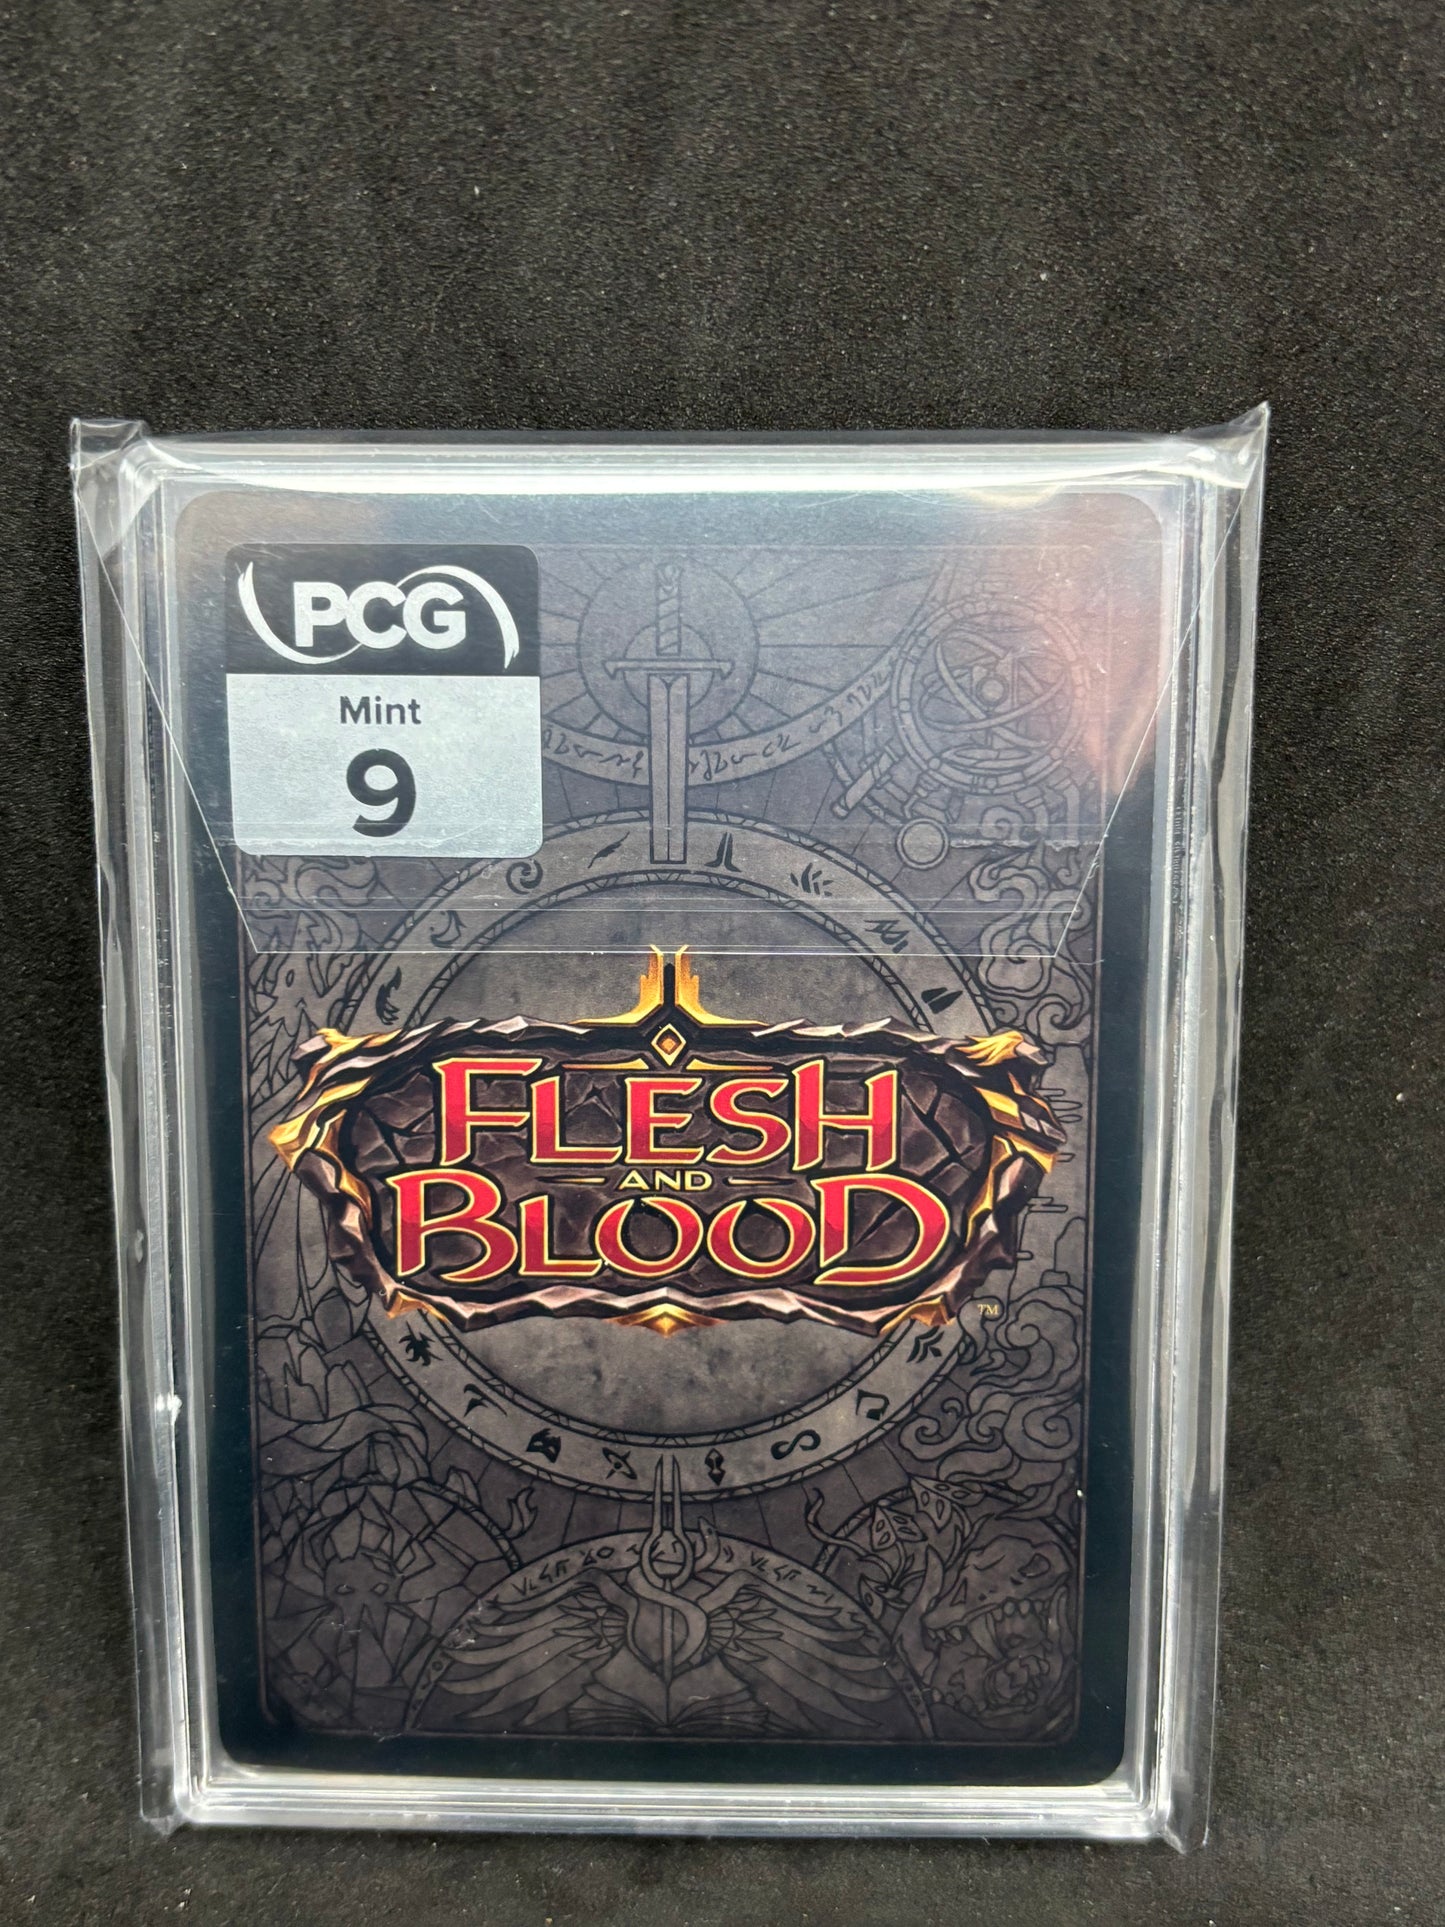 PCG
Mint
9
FLESH
AND
BLOOD
TM